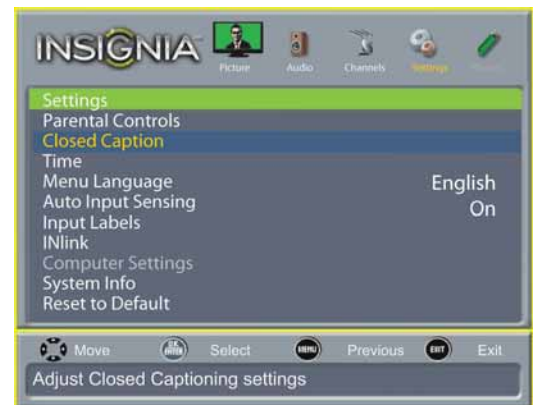 INSIGNIA
Picture Audio Channels Settings
Settings
Parental Controls
Closed Caption
Time
Menu Language English
Auto Input Sensing On
Input Labels
INlink
Computer Settings
System Info
Reset to Default
Move OK ENTER Select MENU Previous EXIT Exit
Adjust Closed Captioning settings